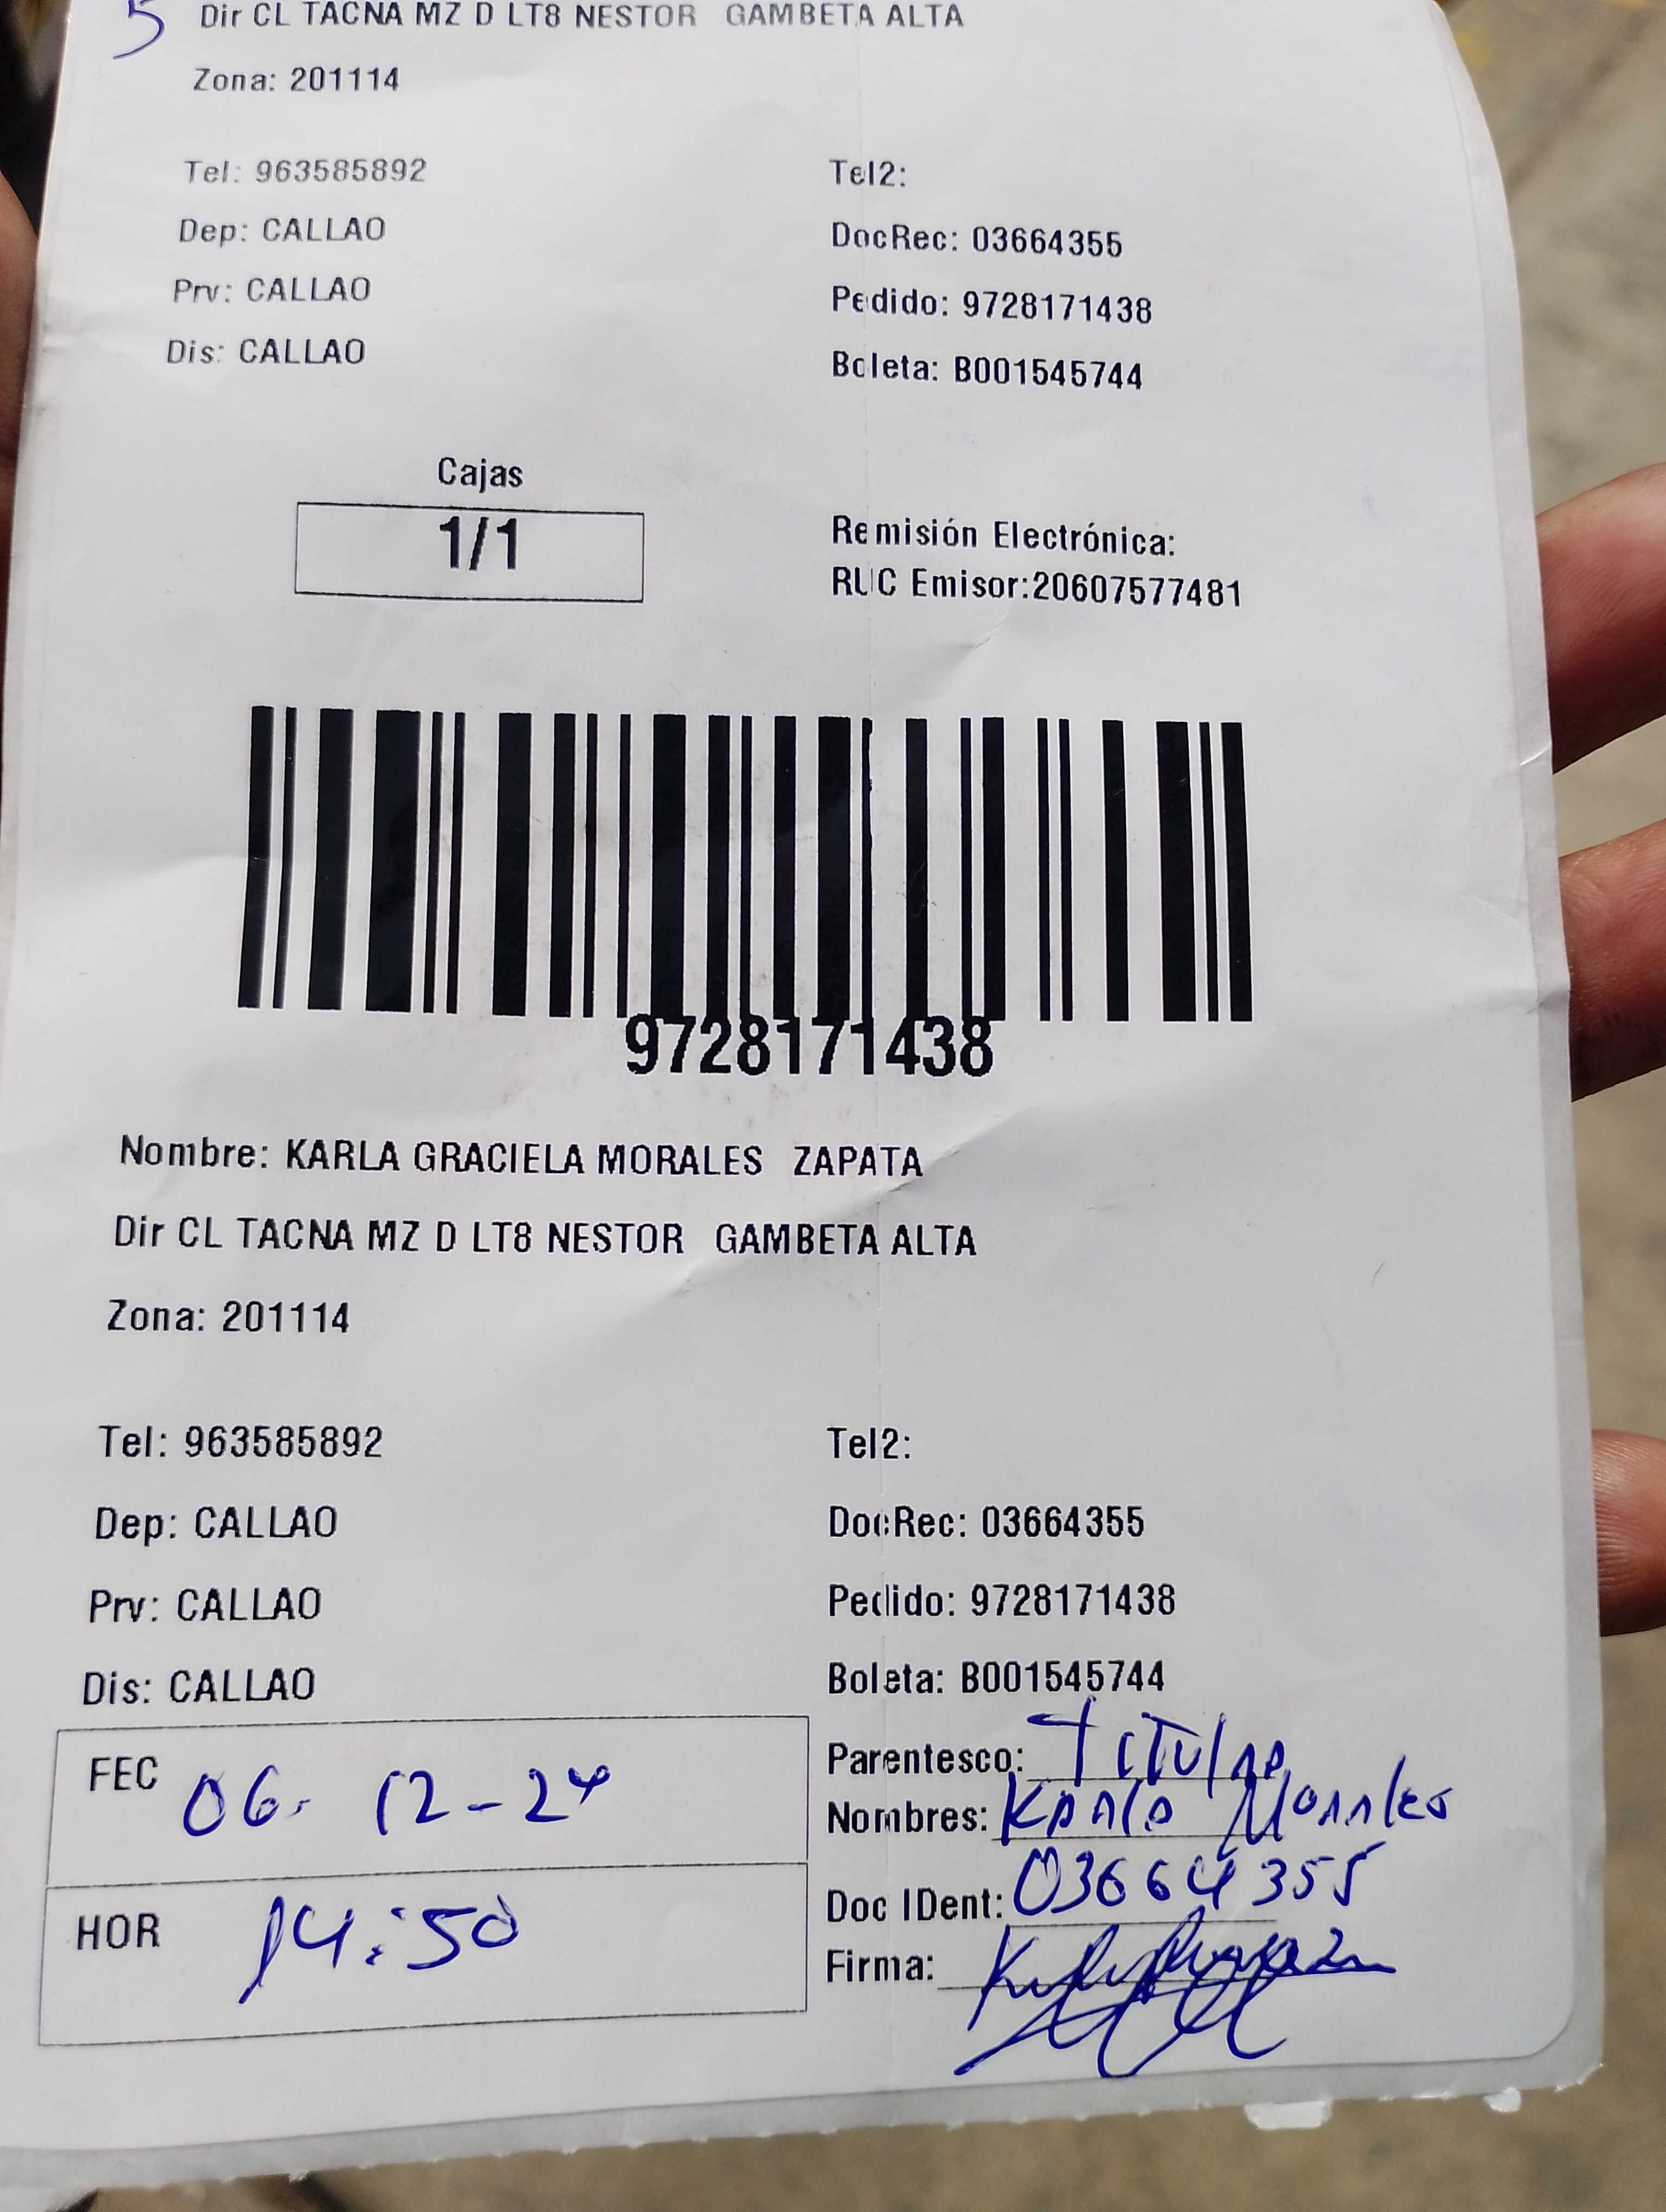 5 Dir CL TACNA MZ D LT8 NESTOR GAMBETA ALTA
Zona: 201114
Tel: 963585892 Tel2:
Dep: CALLAO DocRec: 03664355
Prv: CALLAO Pedido: 9728171438
Dis: CALLAO Boleta: B001545744
Cajas
1/1
Remisión Electrónica:
RUC Emisor:20607577481
9728171438
Nombre: KARLA GRACIELA MORALES ZAPATA
Dir CL TACNA MZ D LT8 NESTOR GAMBETA ALTA
Zona: 201114
Tel: 963585892 Tel2:
Dep: CALLAO DocRec: 03664355
Prv: CALLAO Pedido: 9728171438
Dis: CALLAO Boleta: B001545744
FEC 06. 12-24
HOR 14:50
Parentesco: Titular
Nombres: Karla Morales
Doc IDent: 03664355
Firma: